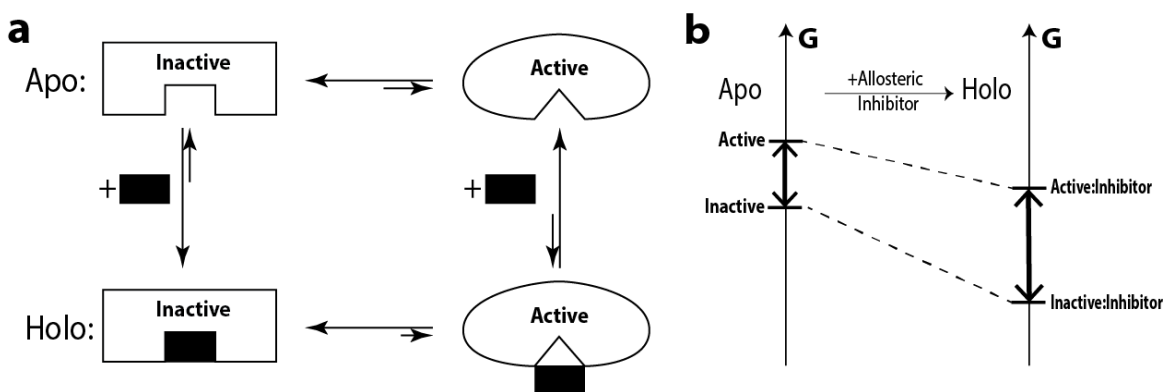 a
Apo:
Inactive
Active
+
+
Holo:
Inactive
Active
b
G
G
Apo
+Allosteric
Inhibitor
Holo
Active
Inactive
Active:Inhibitor
Inactive:Inhibitor